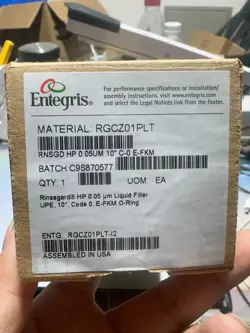 Entegris®
For performance specifications or installation/
assembly instructions, visit www.entegris.com and
select the Legal Notices link from the footer.
MATERIAL: RGCZ01PLT
RNSGD HP 0.05UM 10" C-0 E-FKM
BATCH:C9S870577
QTY: 1 UOM: EA
Rinsegard® HP 0.05 µm Liquid Filter
UPE, 10", Code 0, E-FKM O-Ring
ENTG: RGCZ01PLT-I2
ASSEMBLED IN USA